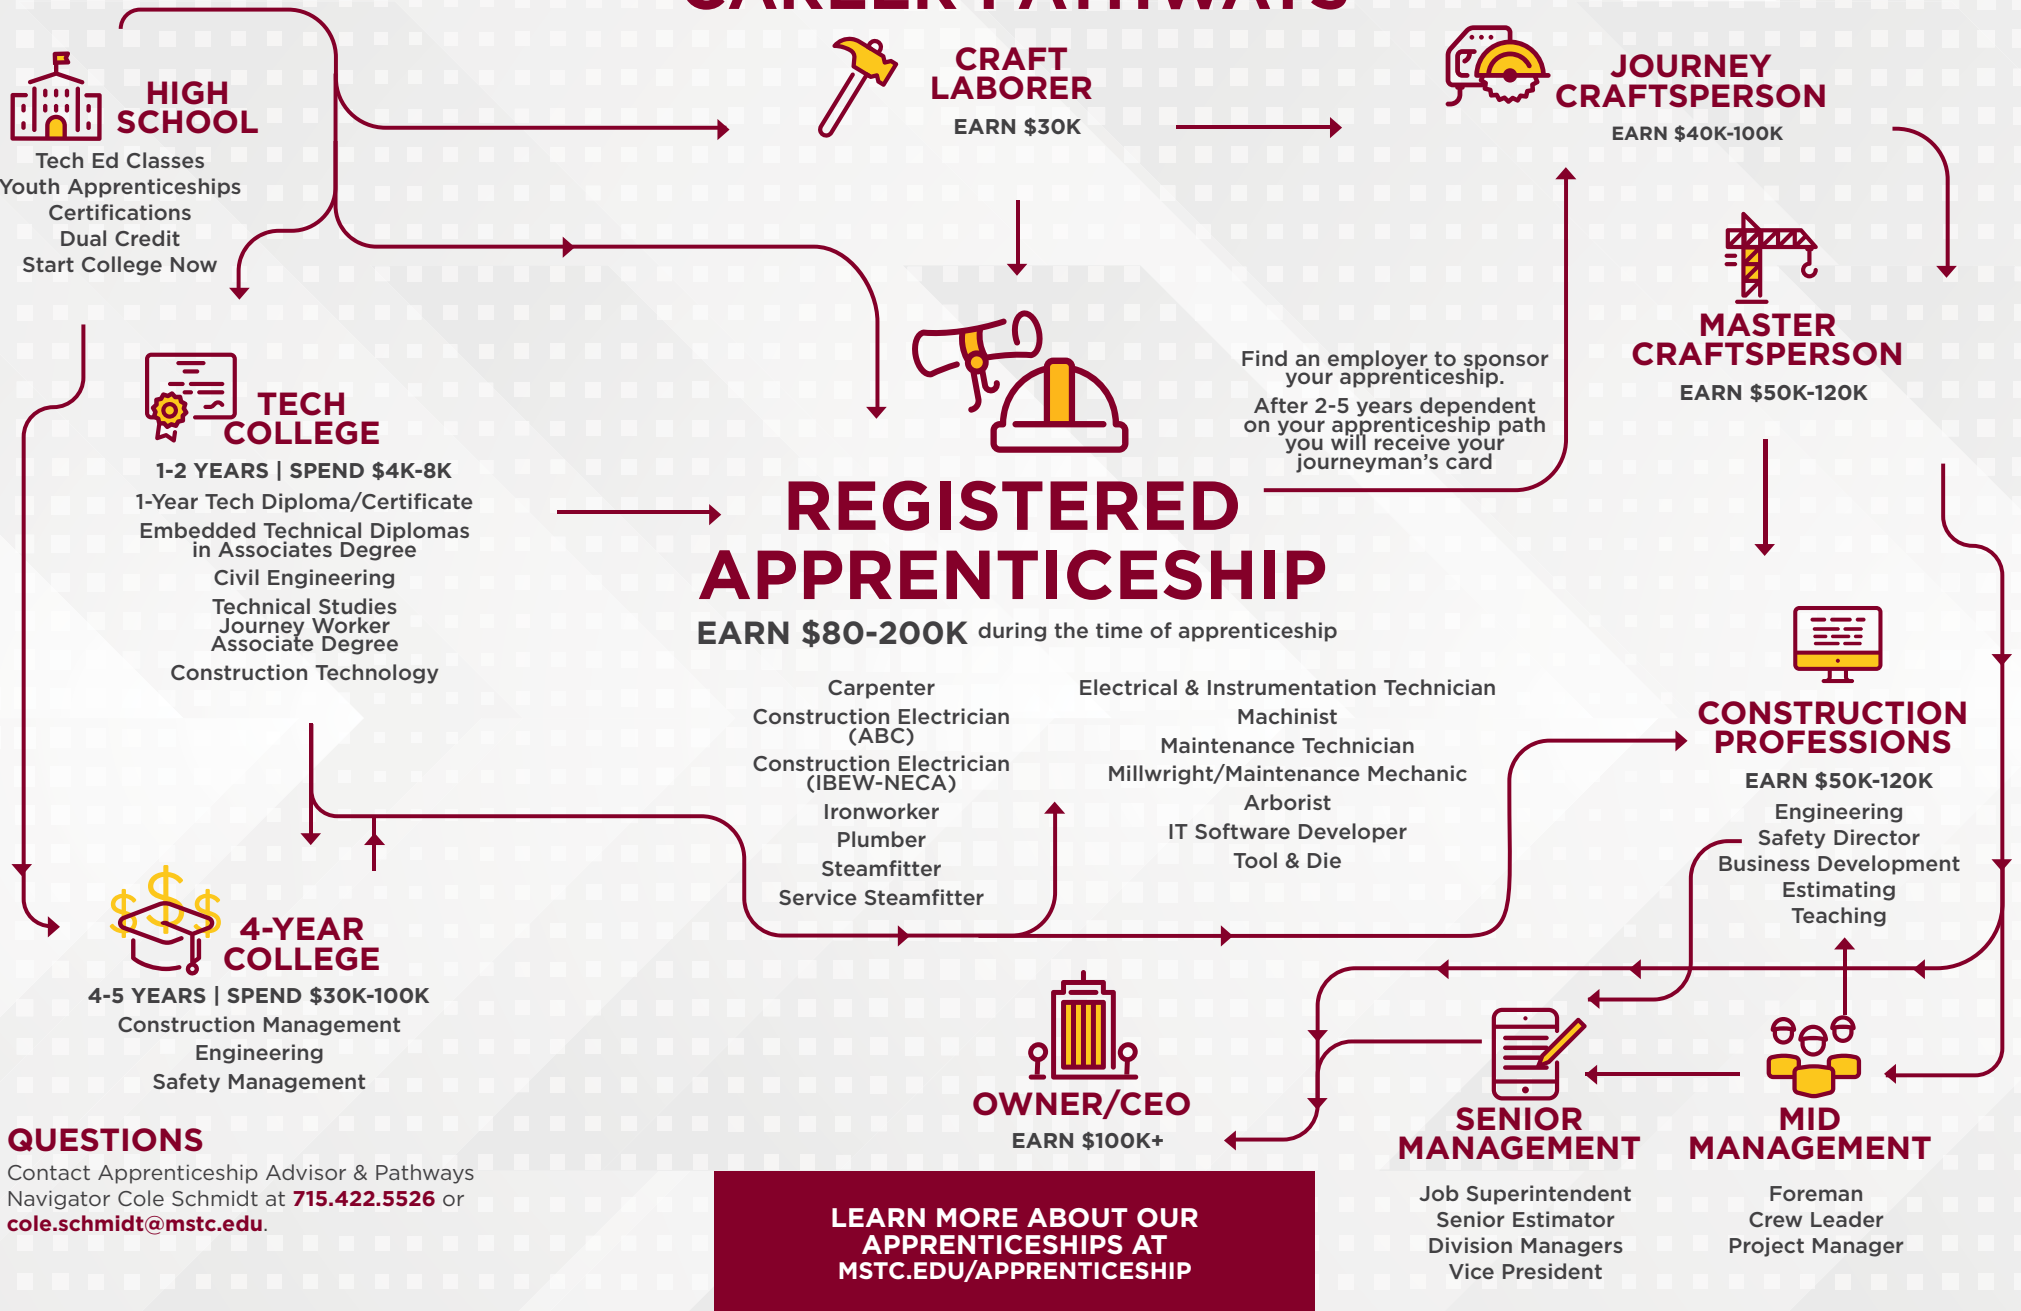 CAREER PATHWAYS
HIGH
SCHOOL
Tech Ed Classes
Youth Apprenticeships
Certifications
Dual Credit
Start College Now
CRAFT
LABORER
EARN $30K
JOURNEY
CRAFTSPERSON
EARN $40K-100K
MASTER
CRAFTSPERSON
EARN $50K-120K
TECH
COLLEGE
1-2 YEARS | SPEND $4K-8K
1-Year Tech Diploma/Certificate
Embedded Technical Diplomas
in Associates Degree
Civil Engineering
Technical Studies
Journey Worker
Associate Degree
Construction Technology
Find an employer to sponsor
your apprenticeship.
After 2-5 years dependent
on your apprenticeship path
you will receive your
journeyman's card
REGISTERED
APPRENTICESHIP
EARN $80-200K during the time of apprenticeship
Carpenter
Construction Electrician
(ABC)
Construction Electrician
(IBEW-NECA)
Ironworker
Plumber
Steamfitter
Service Steamfitter
Electrical & Instrumentation Technician
Machinist
Maintenance Technician
Millwright/Maintenance Mechanic
Arborist
IT Software Developer
Tool & Die
CONSTRUCTION
PROFESSIONS
EARN $50K-120K
Engineering
Safety Director
Business Development
Estimating
Teaching
4-YEAR
COLLEGE
4-5 YEARS | SPEND $30K-100K
Construction Management
Engineering
Safety Management
OWNER/CEO
EARN $100K+
SENIOR
MANAGEMENT
Job Superintendent
Senior Estimator
Division Managers
Vice President
MID
MANAGEMENT
Foreman
Crew Leader
Project Manager
QUESTIONS
Contact Apprenticeship Advisor & Pathways
Navigator Cole Schmidt at 715.422.5526 or
cole.schmidt@mstc.edu.
LEARN MORE ABOUT OUR
APPRENTICESHIPS AT
MSTC.EDU/APPRENTICESHIP